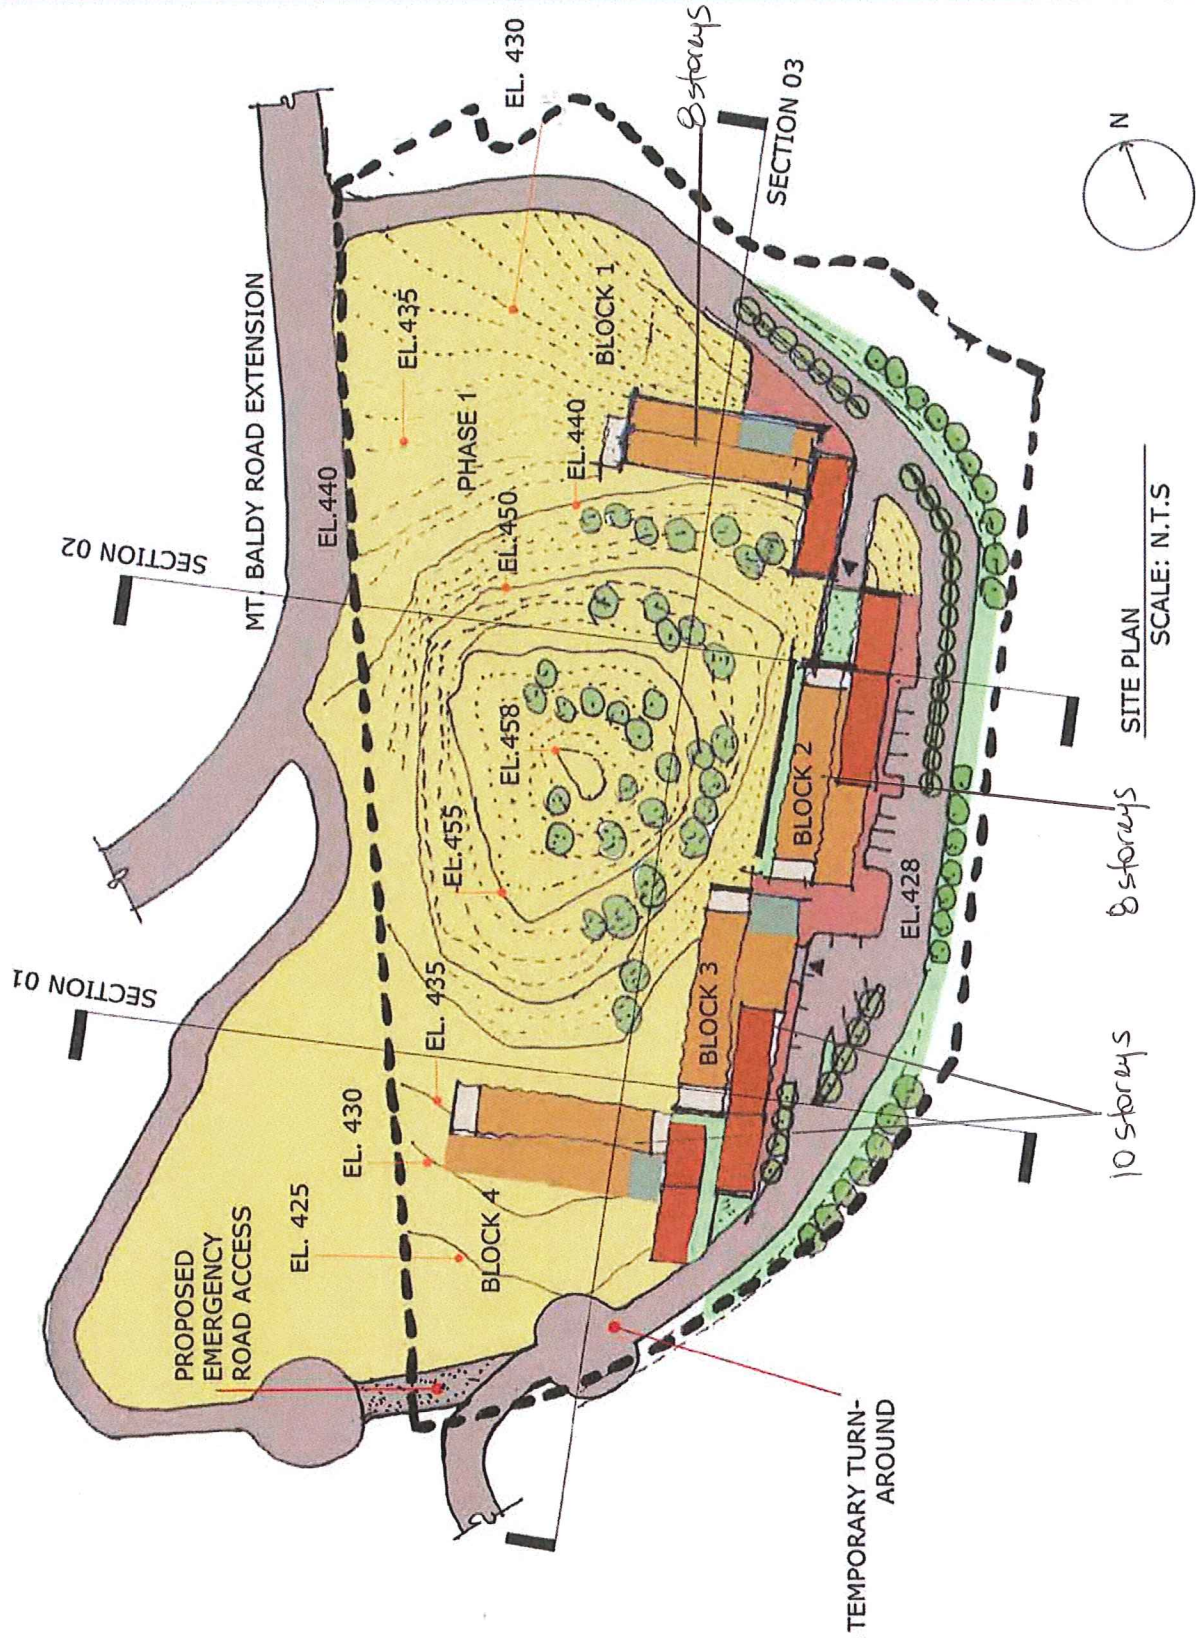 SECTION 01
SECTION 02
MT. BALDY ROAD EXTENSION
EL.440
PROPOSED
EMERGENCY
ROAD ACCESS
EL. 425
EL. 430
EL. 435
EL.455
EL.458
EL.450
EL.440
PHASE 1
EL.435
EL. 430
BLOCK 1
BLOCK 4
BLOCK 3
BLOCK 2
8 storeys
SECTION 03
EL.428
TEMPORARY TURN-
AROUND
10 storeys
8 storeys
SITE PLAN
SCALE: N.T.S
N